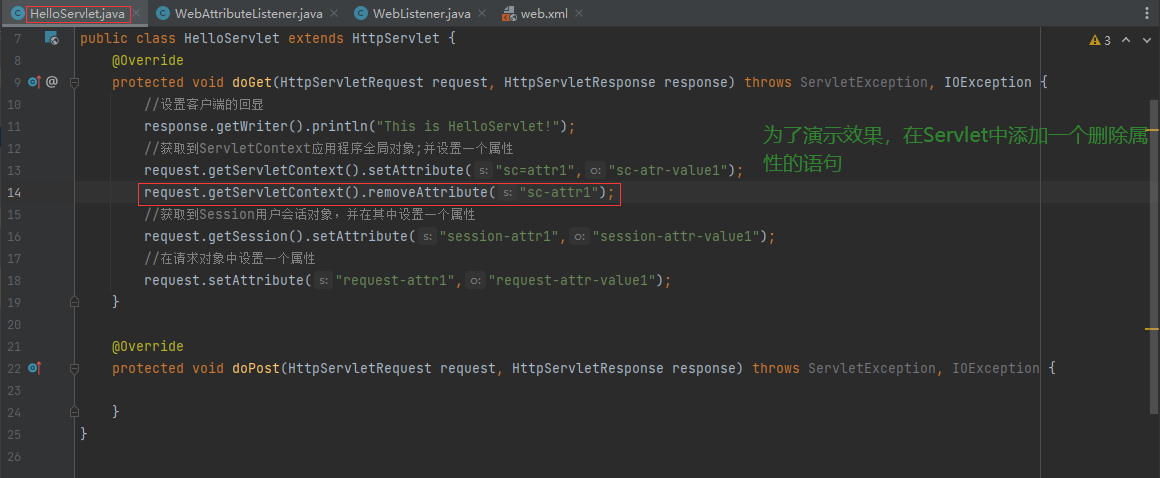 HelloServlet.java WebAttributeListener.java WebListener.java web.xml
7 public class HelloServlet extends HttpServlet { 3
8 @Override
9 @ protected void doGet(HttpServletRequest request, HttpServletResponse response) throws ServletException, IOException {
10 //设置客户端的回显
11 response.getWriter().println("This is HelloServlet!");
为了演示效果，在Servlet中添加一个删除属
12 //获取到ServletContext应用程序全局对象;并设置一个属性
13 request.getServletContext().setAttribute( s: "sc=attr1", o: "sc-atr-value1");
性的语句
14 request.getServletContext().removeAttribute( s: "sc-attr1");
15 //获取到Session用户会话对象，并在其中设置一个属性
16 request.getSession().setAttribute( s: "session-attr1", o: "session-attr-value1");
17 //在请求对象中设置一个属性
18 request.setAttribute( s: "request-attr1", o: "request-attr-value1");
19 }
20
21 @Override
22 protected void doPost(HttpServletRequest request, HttpServletResponse response) throws ServletException, IOException {
23
24 }
25 }
26